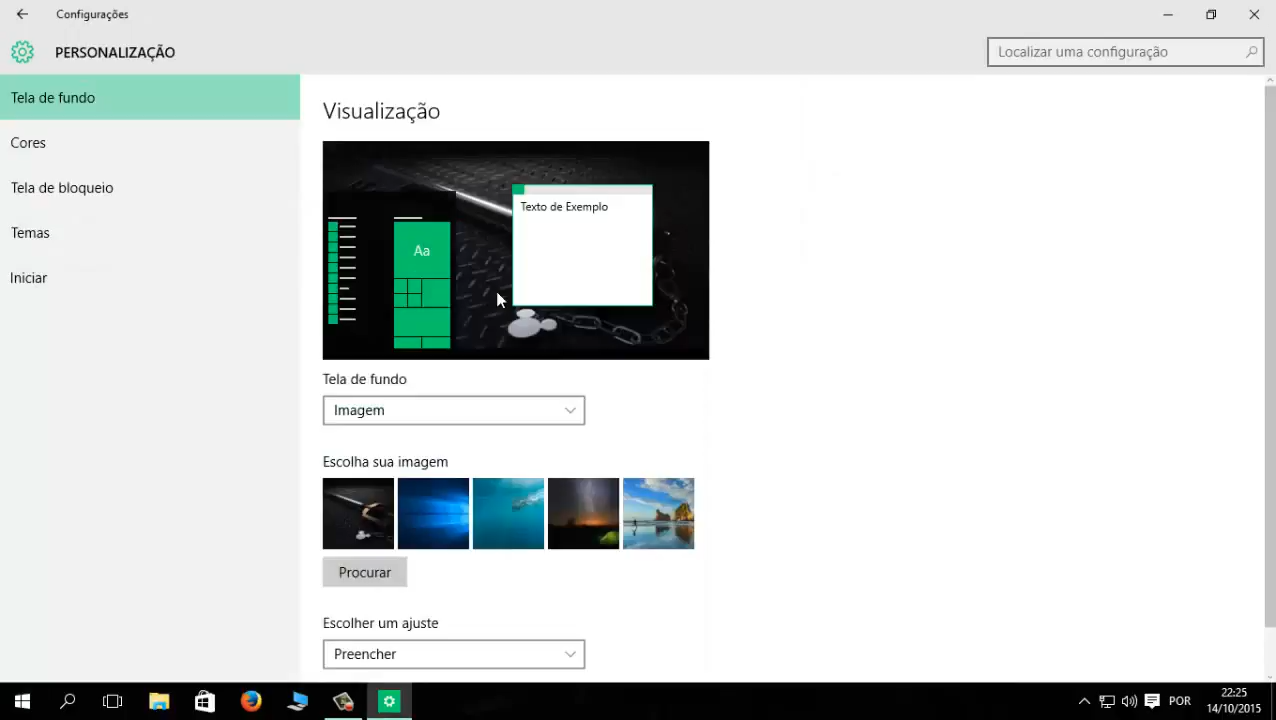 Configurações
PERSONALIZAÇÃO
Localizar uma configuração
Tela de fundo
Cores
Tela de bloqueio
Temas
Iniciar
Visualização
Texto de Exemplo
Aa
Tela de fundo
Imagem
Escolha sua imagem
Procurar
Escolher um ajuste
Preencher
POR
22:25
14/10/2015